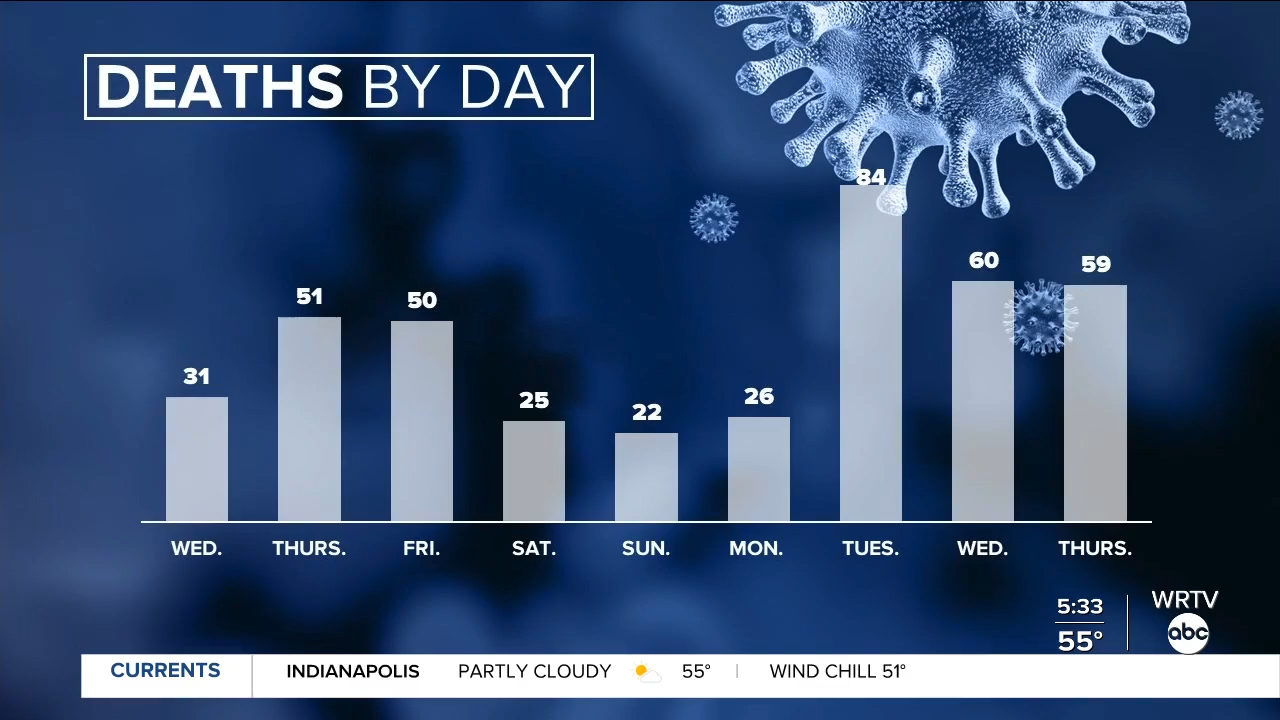 DEATHS BY DAY
84
60
59
51
50
31
26
25
22
WED. THURS. FRI. SAT. SUN. MON. TUES. WED. THURS.
5:33
55°
WRTV
abc
CURRENTS INDIANAPOLIS PARTLY CLOUDY 55° WIND CHILL 51°